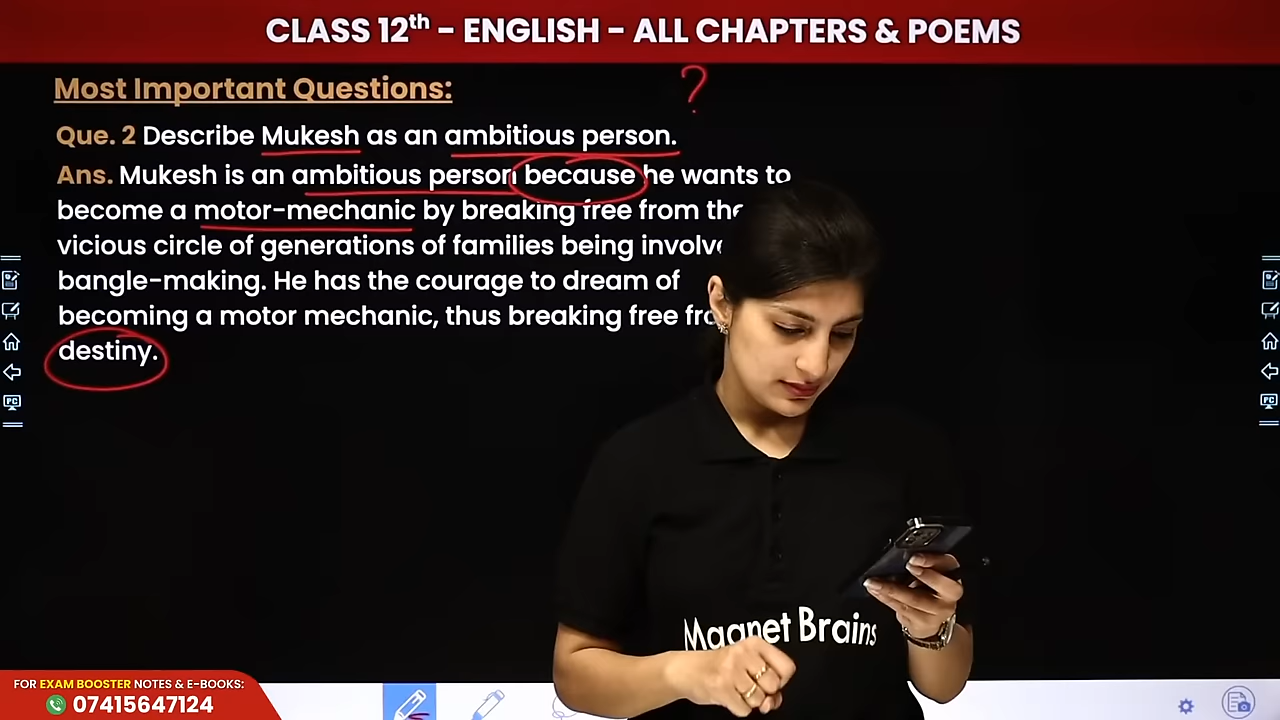 CLASS 12th - ENGLISH - ALL CHAPTERS & POEMS
Most Important Questions:
?
Que. 2 Describe Mukesh as an ambitious person.
Ans. Mukesh is an ambitious person because he wants to
become a motor-mechanic by breaking free from the
vicious circle of generations of families being
bangle-making. He has the courage to dream of
becoming a motor mechanic, thus breaking free
destiny.
Magnet Brains
FOR EXAM BOOSTER NOTES & E-BOOKS:
07415647124